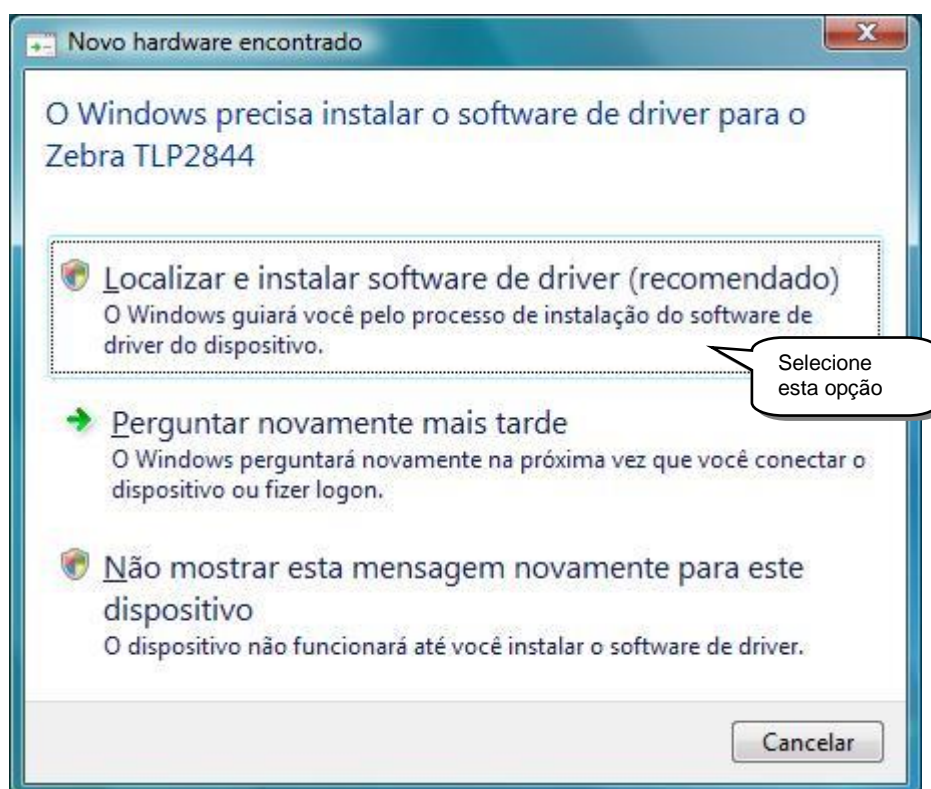 Novo hardware encontrado
O Windows precisa instalar o software de driver para o
Zebra TLP2844
Localizar e instalar software de driver (recomendado)
O Windows guiará você pelo processo de instalação do software de
driver do dispositivo.
Selecione
esta opção
Perguntar novamente mais tarde
O Windows perguntará novamente na próxima vez que você conectar o
dispositivo ou fizer logon.
Não mostrar esta mensagem novamente para este
dispositivo
O dispositivo não funcionará até você instalar o software de driver.
Cancelar